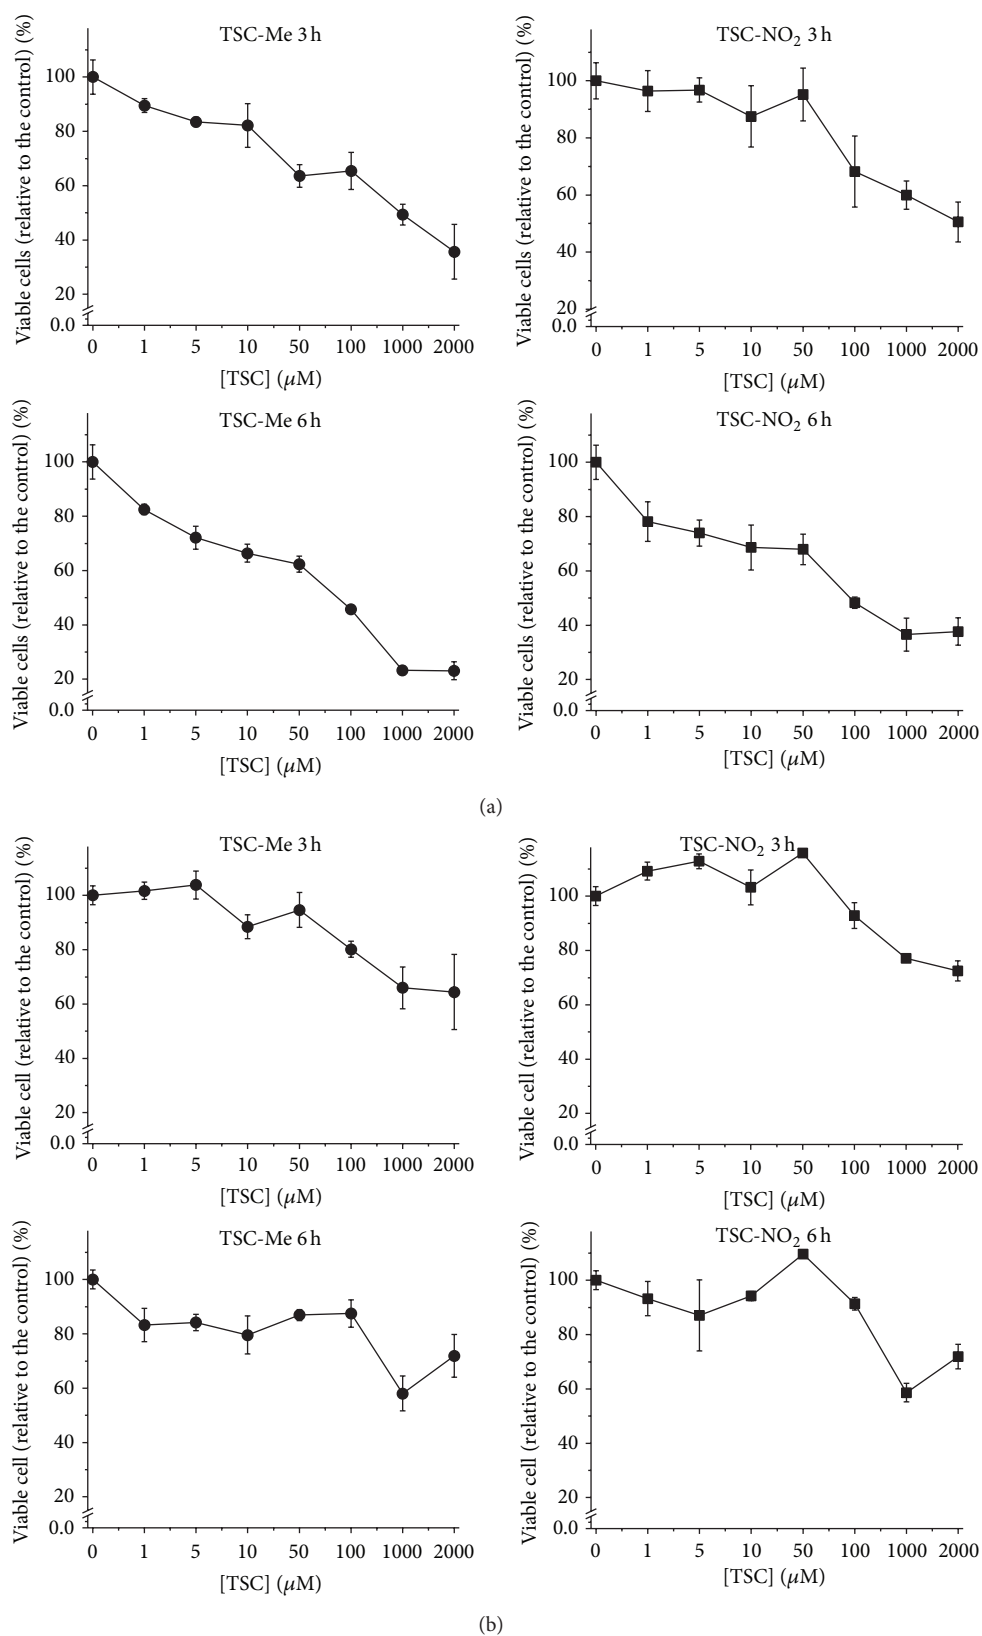 TSC-Me 3 h
Viable cells (relative to the control) (%)
100
80
60
40
20
0.0
0 1 5 10 50 100 1000 2000
[TSC] (μM)
TSC-NO2 3 h
Viable cells (relative to the control) (%)
100
80
60
40
20
0.0
0 1 5 10 50 100 1000 2000
[TSC] (μM)
TSC-Me 6 h
Viable cells (relative to the control) (%)
100
80
60
40
20
0.0
0 1 5 10 50 100 1000 2000
[TSC] (μM)
TSC-NO2 6 h
Viable cells (relative to the control) (%)
100
80
60
40
20
0.0
0 1 5 10 50 100 1000 2000
[TSC] (μM)
(a)
TSC-Me 3 h
Viable cell (relative to the control) (%)
100
80
60
40
20
0.0
0 1 5 10 50 100 1000 2000
[TSC] (μM)
TSC-NO2 3 h
Viable cell (relative to the control) (%)
100
80
60
40
20
0.0
0 1 5 10 50 100 1000 2000
[TSC] (μM)
TSC-Me 6 h
Viable cell (relative to the control) (%)
100
80
60
40
20
0.0
0 1 5 10 50 100 1000 2000
[TSC] (μM)
TSC-NO2 6 h
Viable cell (relative to the control) (%)
100
80
60
40
20
0.0
0 1 5 10 50 100 1000 2000
[TSC] (μM)
(b)